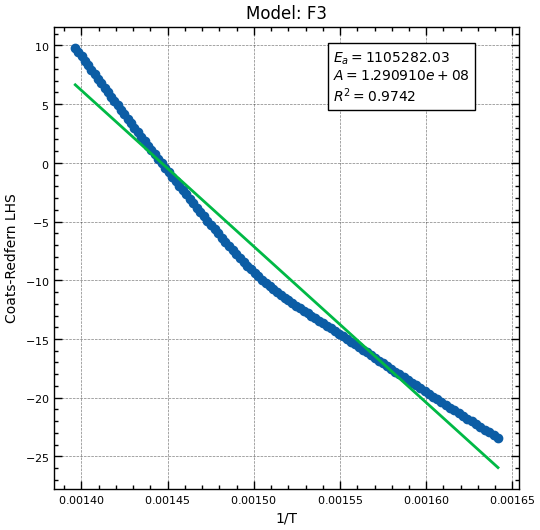 Model: F3
10
5
0
−5
−10
−15
−20
−25
Coats-Redfern LHS
E_a = 1105282.03
A = 1.290910e + 08
R² = 0.9742
0.00140 0.00145 0.00150 0.00155 0.00160 0.00165
1/T